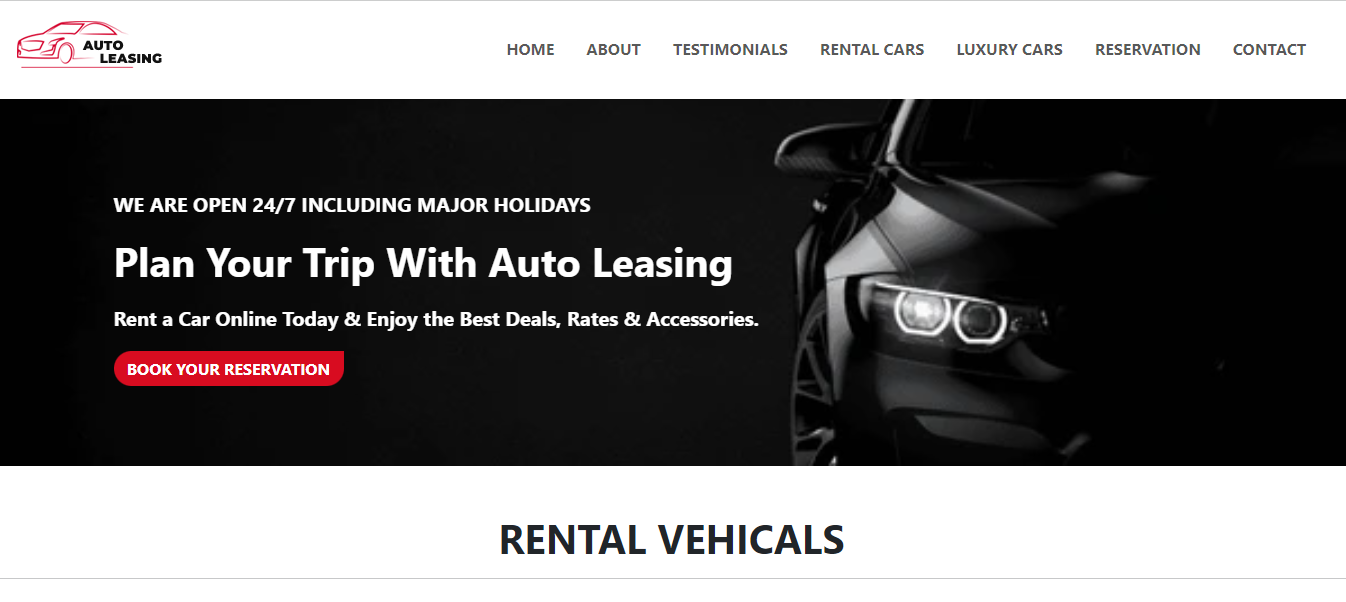 AUTO
LEASING
HOME ABOUT TESTIMONIALS RENTAL CARS LUXURY CARS RESERVATION CONTACT
WE ARE OPEN 24/7 INCLUDING MAJOR HOLIDAYS
Plan Your Trip With Auto Leasing
Rent a Car Online Today & Enjoy the Best Deals, Rates & Accessories.
BOOK YOUR RESERVATION
RENTAL VEHICALS